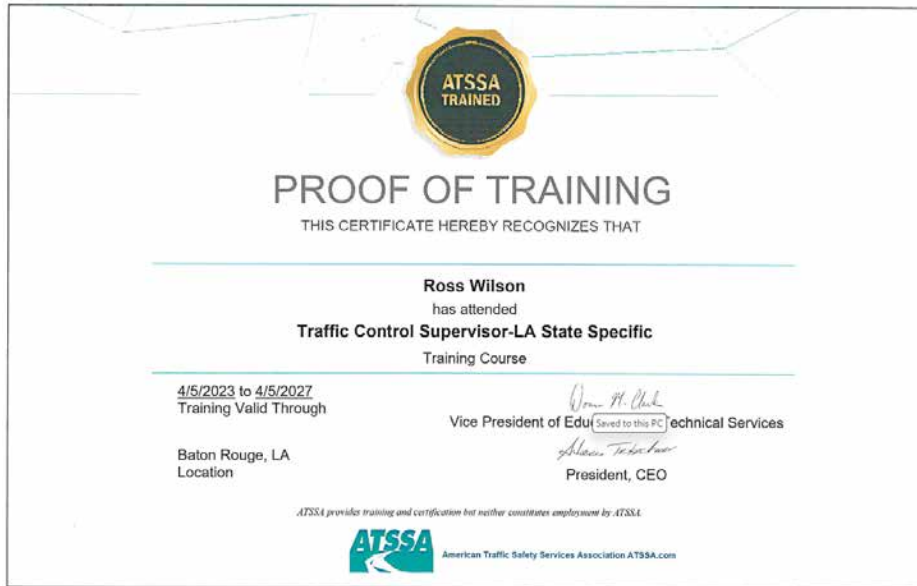 ATSSA
TRAINED
PROOF OF TRAINING
THIS CERTIFICATE HEREBY RECOGNIZES THAT
Ross Wilson
has attended
Traffic Control Supervisor-LA State Specific
Training Course
4/5/2023 to 4/5/2027
Training Valid Through
Vice President of Edu Saved to this PC echnical Services
Baton Rouge, LA
Location
President, CEO
ATSSA provides training and certification but neither constitutes employment by ATSSA.
ATSSA
American Traffic Safety Services Association ATSSA.com